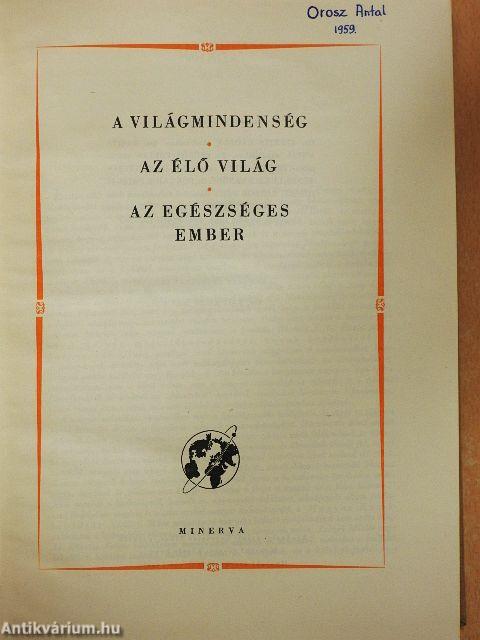 Orosz Antal
1959.
A VILÁGMINDENSÉG
AZ ÉLŐ VILÁG
AZ EGÉSZSÉGES
EMBER
MINERVA
Antikvárium.hu